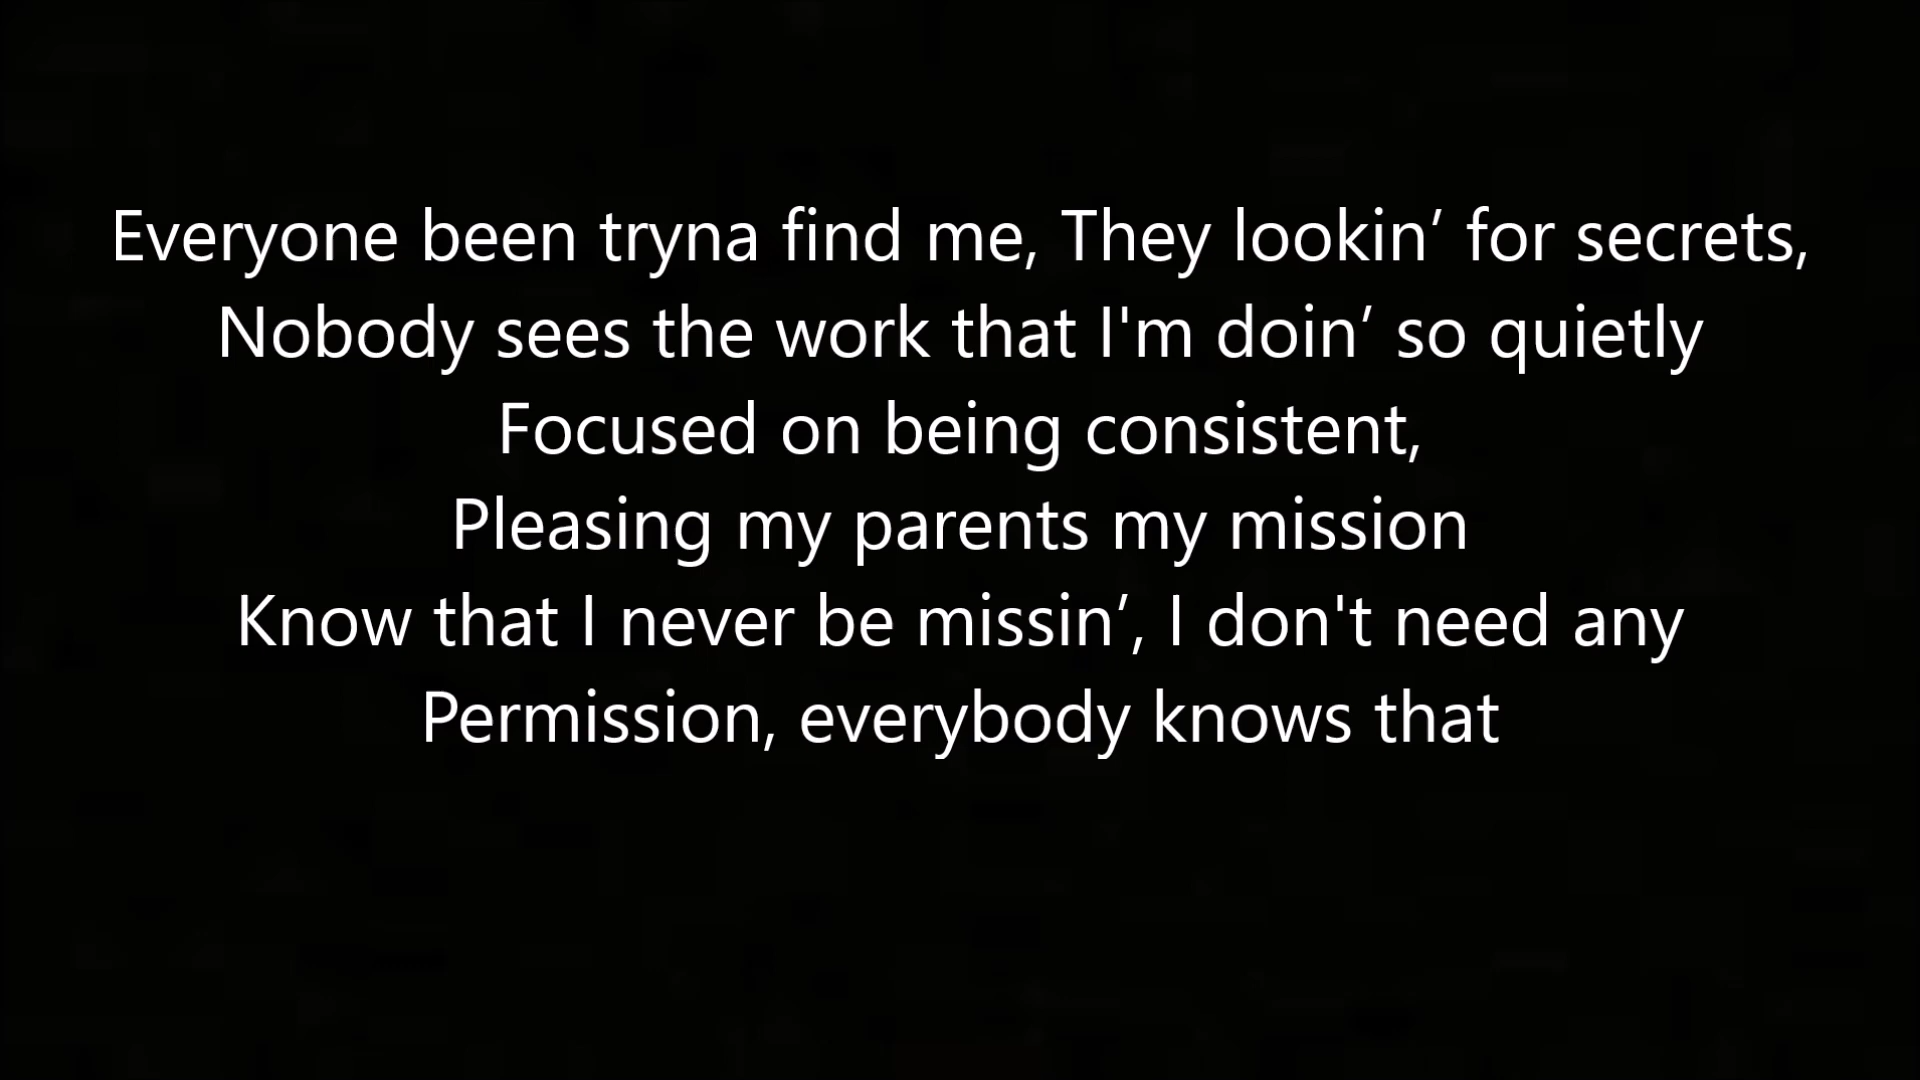 Everyone been tryna find me, They lookin’ for secrets,
Nobody sees the work that I'm doin’ so quietly
Focused on being consistent,
Pleasing my parents my mission
Know that I never be missin’, I don't need any
Permission, everybody knows that